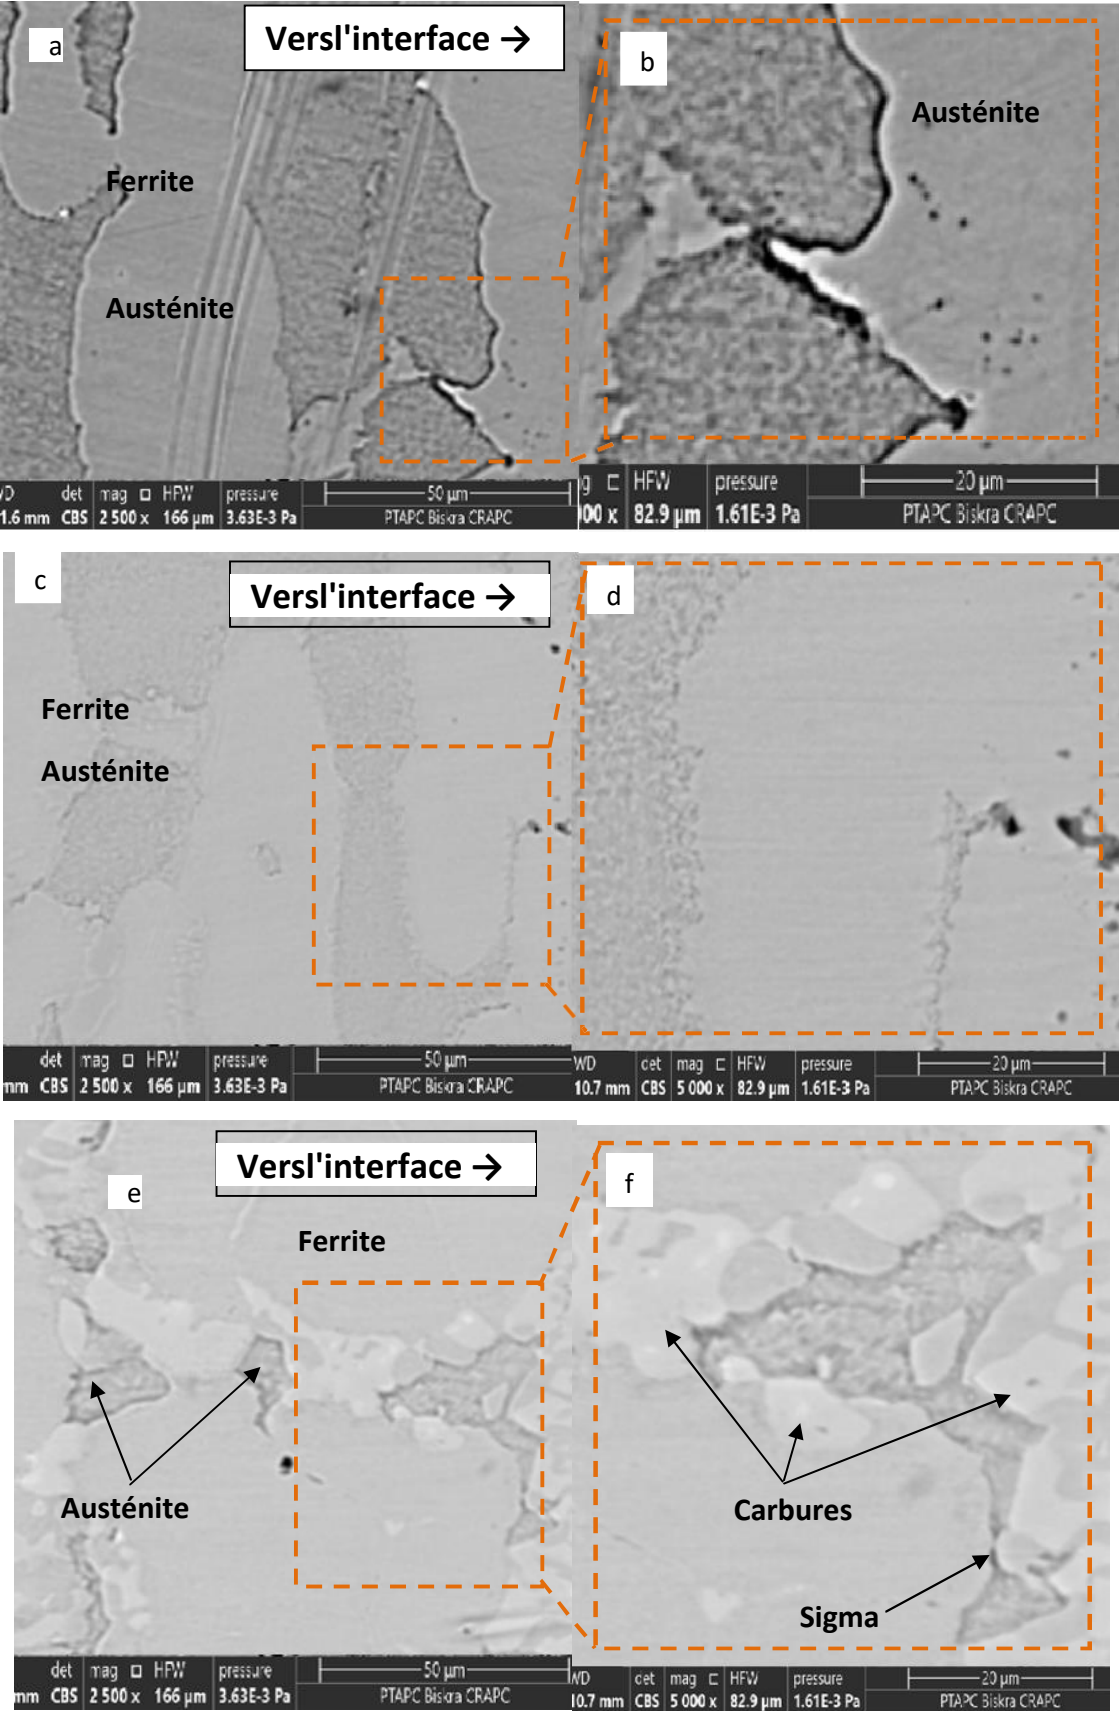 a
Versl'interface →
Ferrite
Austénite
VD det mag □ HFW pressure
50 µm
1.6 mm CBS 2 500 x 166 µm 3.63E-3 Pa
PTAPC Biskra CRAPC
b
Austénite
HFW pressure
20 µm
82.9 µm 1.61E-3 Pa
PTAPC Biskra CRAPC
c
Versl'interface →
Ferrite
Austénite
det mag □ HFW pressure
50 µm
mm CBS 2 500 x 166 µm 3.63E-3 Pa
PTAPC Biskra CRAPC
d
WD det mag HFW pressure
20 µm
10.7 mm CBS 5 000 x 82.9 µm 1.61E-3 Pa
PTAPC Biskra CRAPC
e
Versl'interface →
Ferrite
Austénite
det mag □ HFW pressure
50 µm
mm CBS 2 500 x 166 µm 3.63E-3 Pa
PTAPC Biskra CRAPC
f
Carbures
Sigma
WD det mag HFW pressure
20 µm
10.7 mm CBS 5 000 x 82.9 µm 1.61E-3 Pa
PTAPC Biskra CRAPC